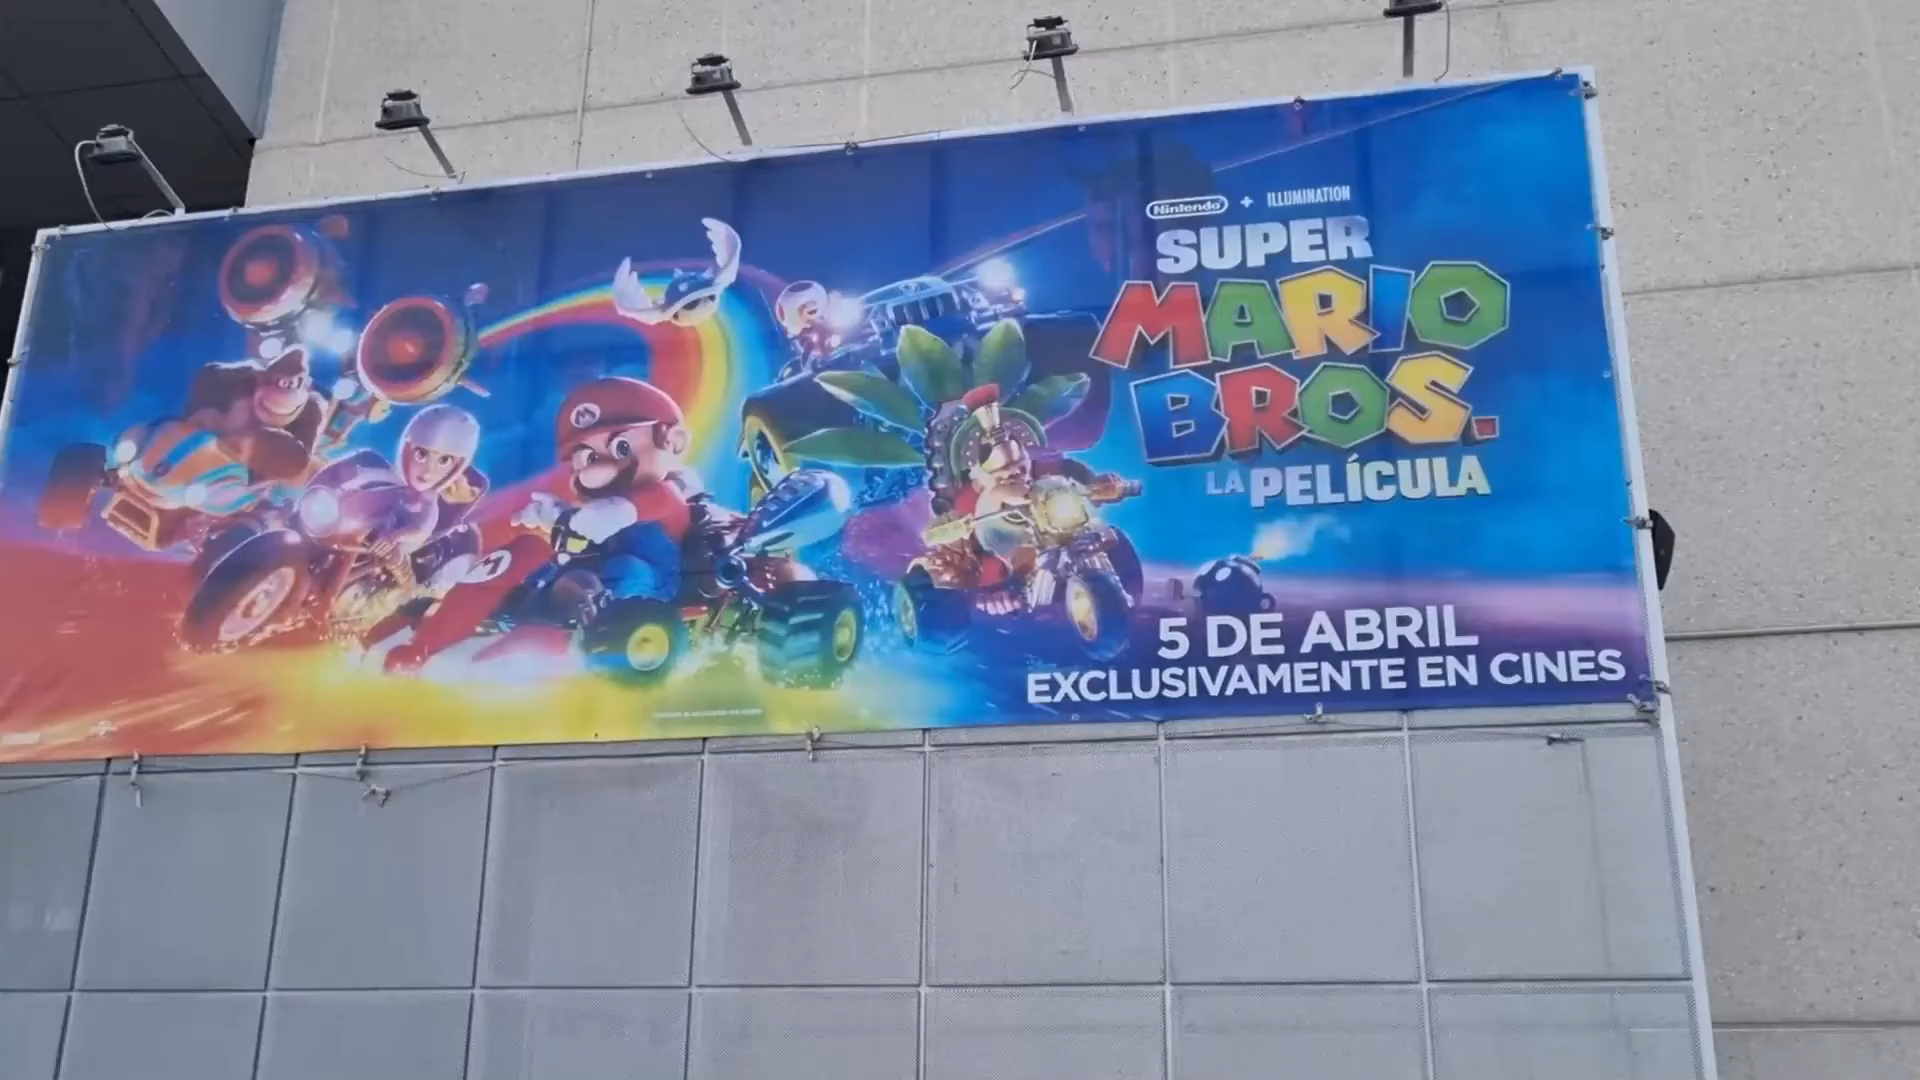 Nintendo + ILLUMINATION
SUPER
MARIO
BROS.
LA PELÍCULA
5 DE ABRIL
EXCLUSIVAMENTE EN CINES
M
M